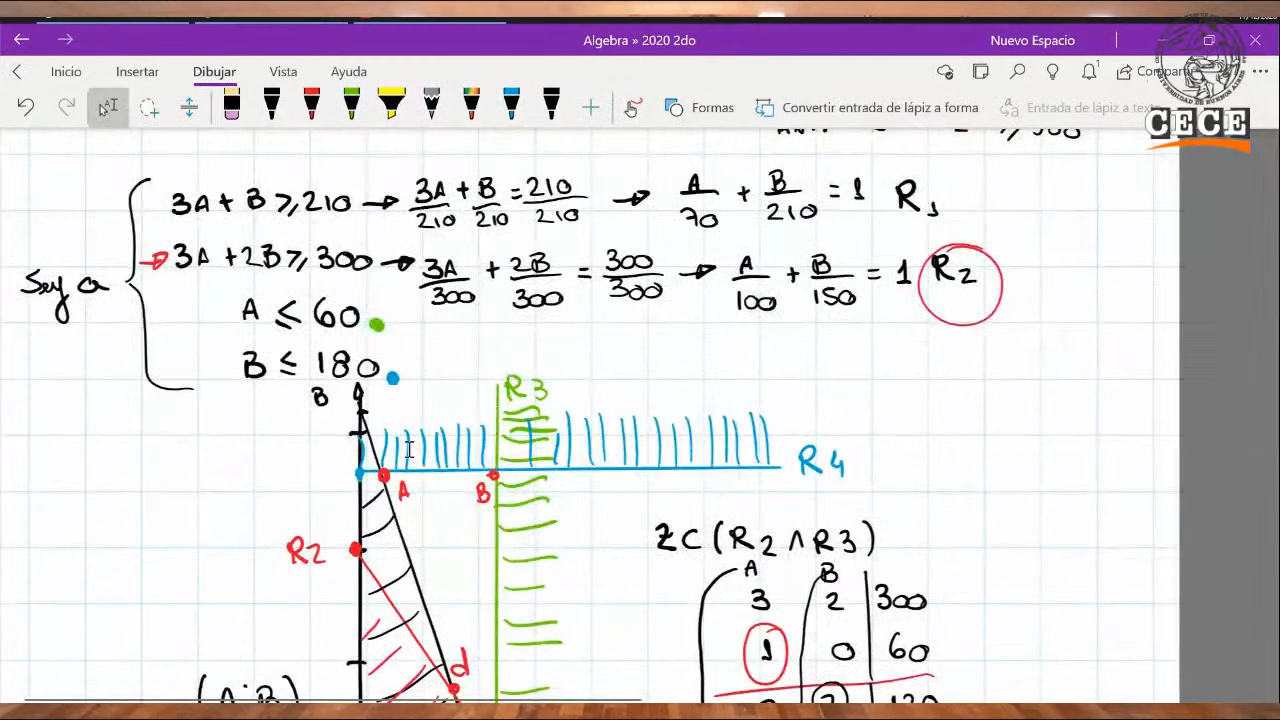 Algebra » 2020 2do
Nuevo Espacio
Inicio Insertar Dibujar Vista Ayuda
Formas
Convertir entrada de lápiz a forma
Entrada de lápiz a texto
CECE
3A + B ≥ 210 → 3A/210 + B/210 = 210/210 → A/70 + B/210 = 1 R1
→ 3A + 2B ≥ 300 → 3A/300 + 2B/300 = 300/300 → A/100 + B/150 = 1 R2
A ≤ 60
B ≤ 180
B
R3
R4
A
B
R2
d
(R2 ∧ R3)
A B
3 2 300
1 0 60